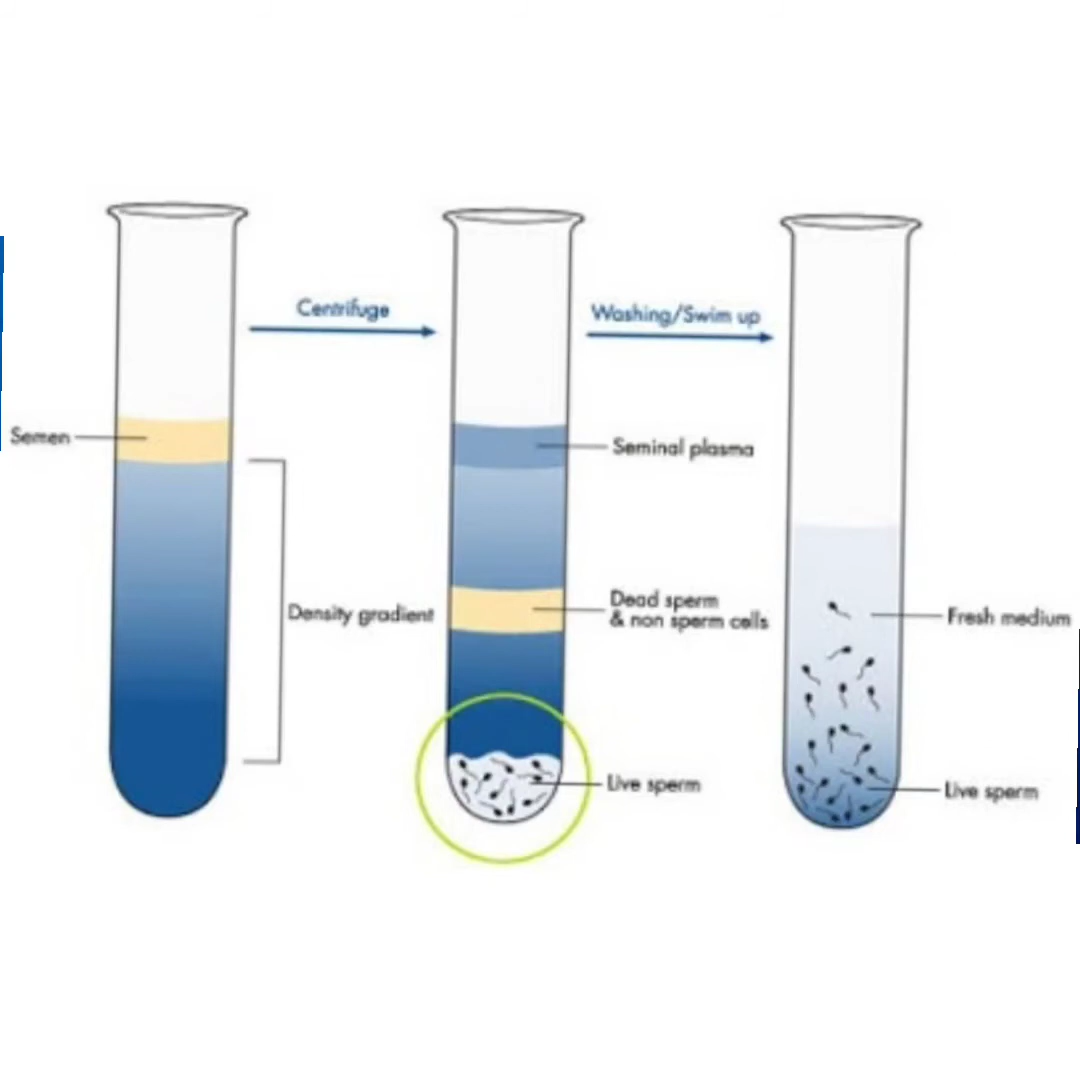 Centrifuge
Washing/Swim up
Semen
Seminal plasma
Density gradient
Dead sperm
& non sperm cells
Fresh medium
Live sperm
Live sperm